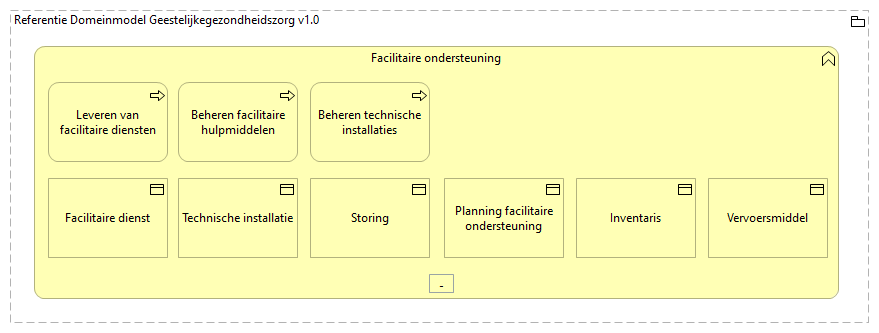 Referentie Domeinmodel Geestelijkegezondheidszorg v1.0
Facilitaire ondersteuning
Leveren van
facilitaire diensten
Beheren facilitaire
hulpmiddelen
Beheren technische
installaties
Facilitaire dienst
Technische installatie
Storing
Planning facilitaire
ondersteuning
Inventaris
Vervoersmiddel
-